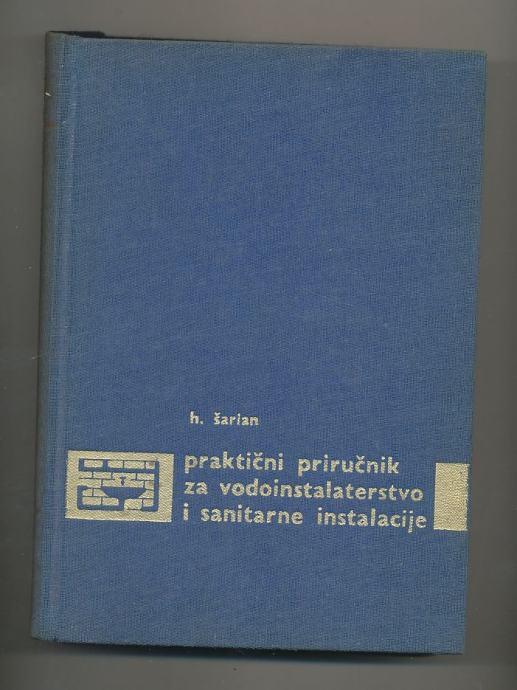 h. šarian
praktični priručnik
za vodoinstalaterstvo
i sanitarne instalacije